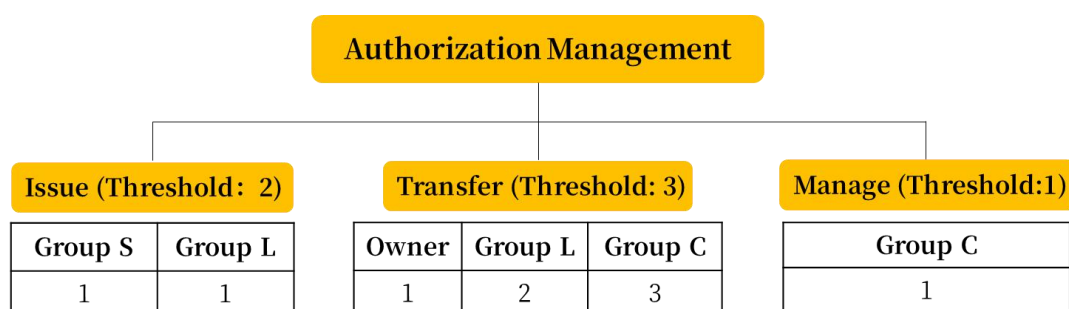 Authorization Management
Issue (Threshold： 2)
Transfer (Threshold: 3)
Manage (Threshold:1)
Group S Group L
1 1
Owner Group L Group C
1 2 3
Group C
1